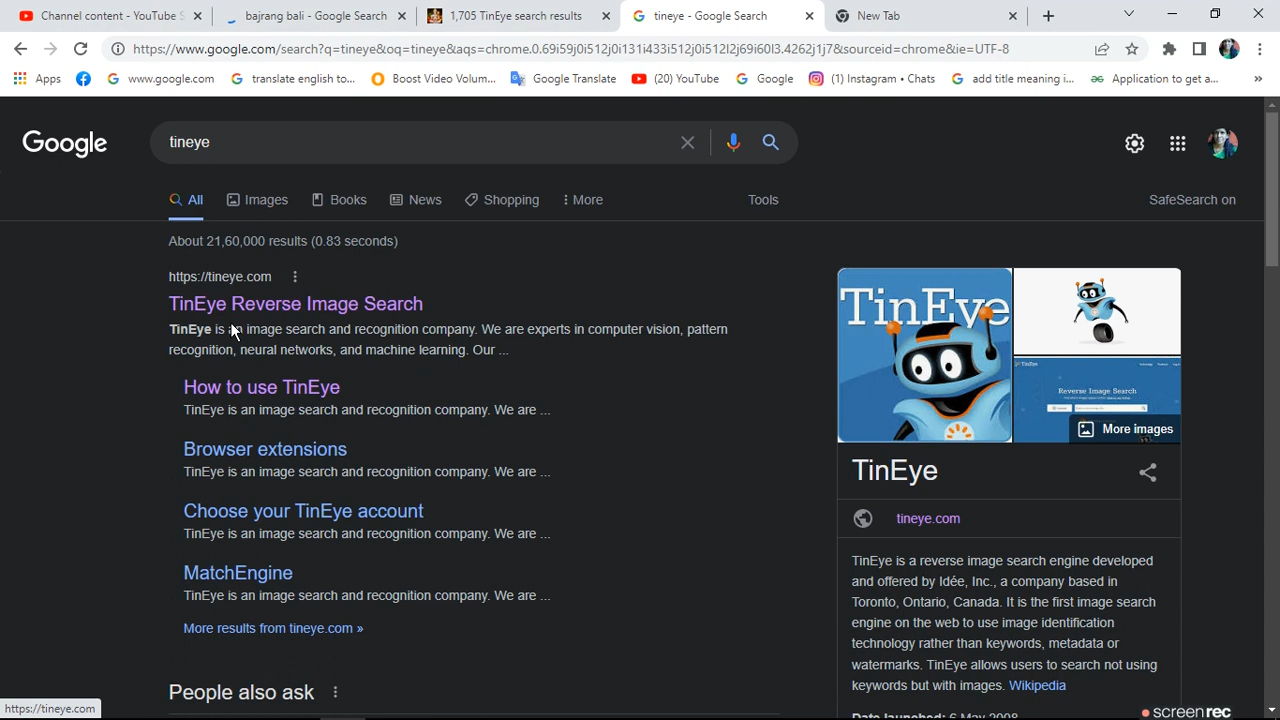 Channel content - YouTube S
bajrang bali - Google Search
1,705 TinEye search results
tineye - Google Search
New Tab
https://www.google.com/search?q=tineye&oq=tineye&aqs=chrome.0.69i59j0i512j0i131i433i512j0i512l2j69i60l3.4262j1j7&sourceid=chrome&ie=UTF-8
Apps
www.google.com
translate english to...
Boost Video Volum...
Google Translate
(20) YouTube
Google
(1) Instagram • Chats
add title meaning i...
Application to get a...
»
Google
tineye
All
Images
Books
News
Shopping
More
Tools
SafeSearch on
About 21,60,000 results (0.83 seconds)
https://tineye.com
TinEye Reverse Image Search
TinEye is an image search and recognition company. We are experts in computer vision, pattern
recognition, neural networks, and machine learning. Our ...
How to use TinEye
TinEye is an image search and recognition company. We are ...
Browser extensions
TinEye is an image search and recognition company. We are ...
Choose your TinEye account
TinEye is an image search and recognition company. We are ...
MatchEngine
TinEye is an image search and recognition company. We are ...
More results from tineye.com »
People also ask
TinEye
TinEye
Reverse Image Search
More images
TinEye
tineye.com
TinEye is a reverse image search engine developed
and offered by Idée, Inc., a company based in
Toronto, Ontario, Canada. It is the first image search
engine on the web to use image identification
technology rather than keywords, metadata or
watermarks. TinEye allows users to search not using
keywords but with images. Wikipedia
Date launched: 6 May 2008
https://tineye.com
screenrec